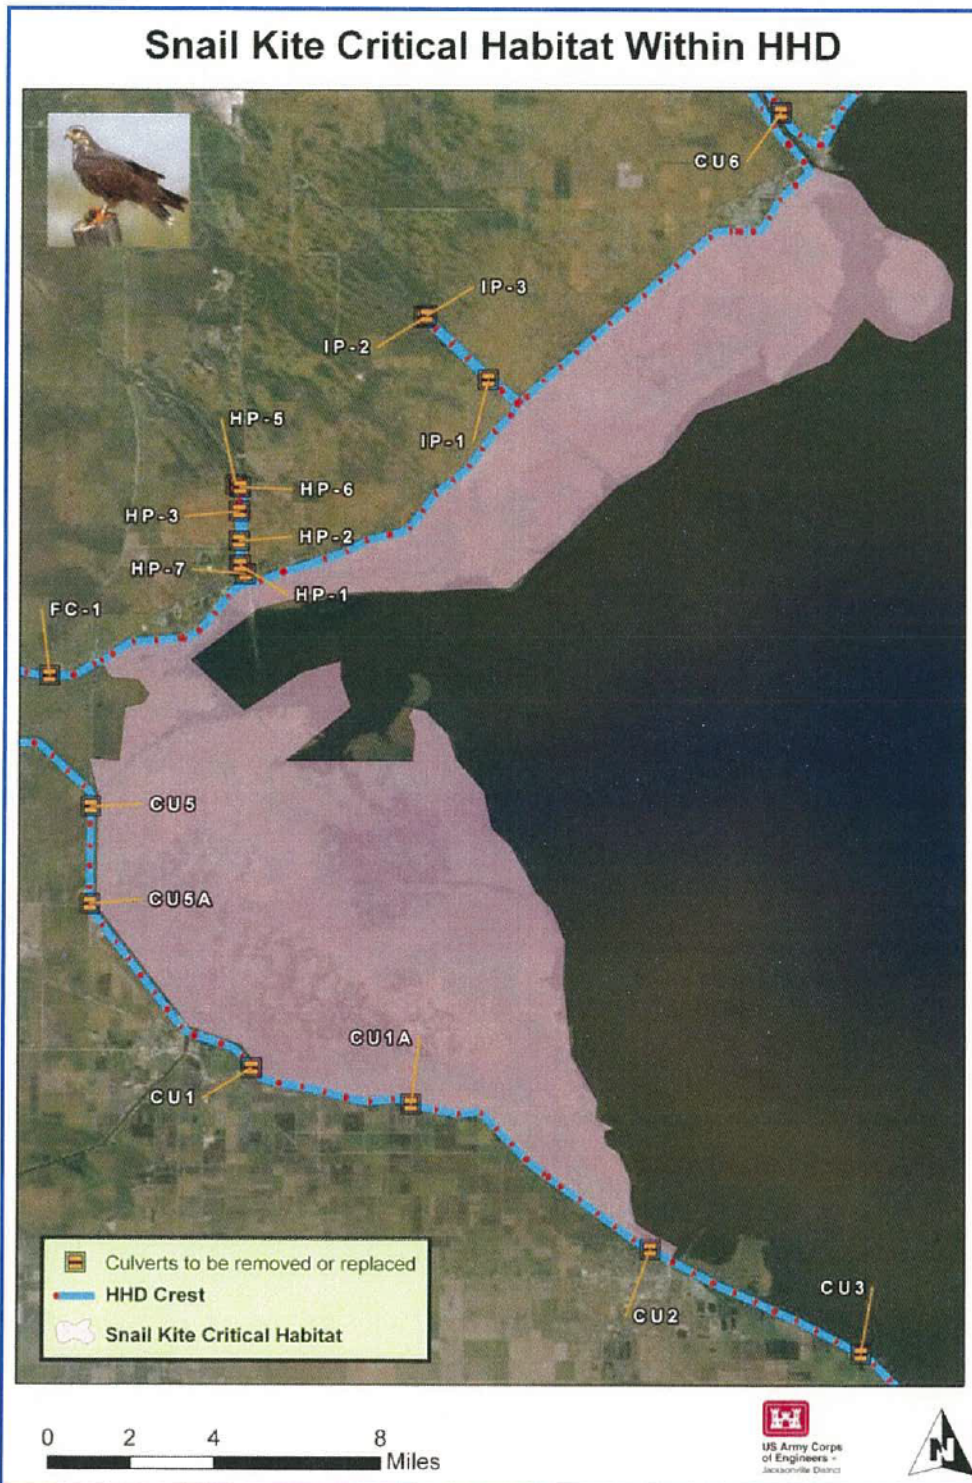 Snail Kite Critical Habitat Within HHD
CU6
IP-3
IP-2
IP-1
HP-5
HP-6
HP-3
HP-2
HP-7
HP-1
FC-1
CU5
CU5A
CU1A
CU1
CU2
CU3
Culverts to be removed or replaced
HHD Crest
Snail Kite Critical Habitat
0 2 4 8
Miles
US Army Corps
of Engineers -
Jacksonville District
N